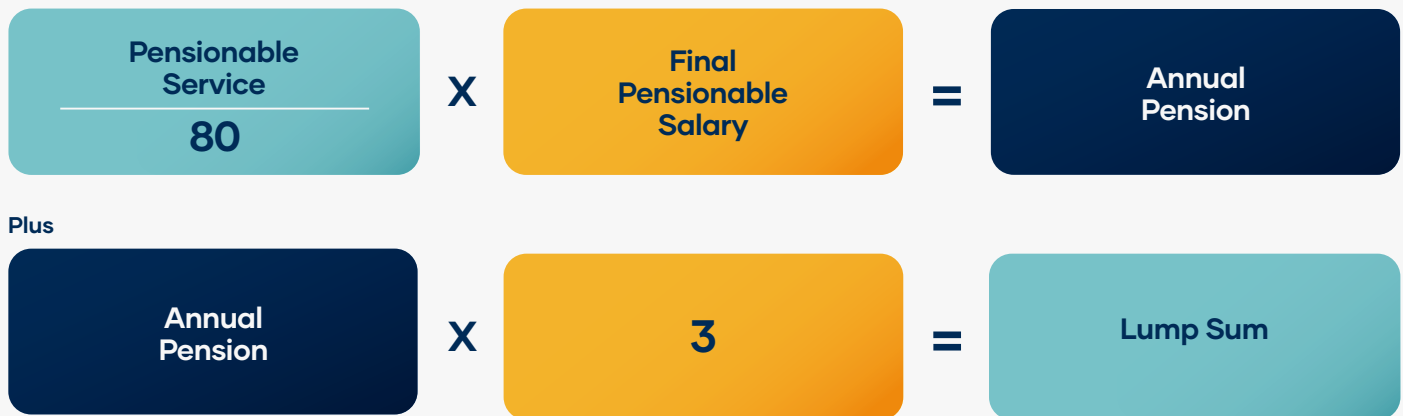 Pensionable
Service
80
X
Final
Pensionable
Salary
=
Annual
Pension
Plus
Annual
Pension
X
3
=
Lump Sum